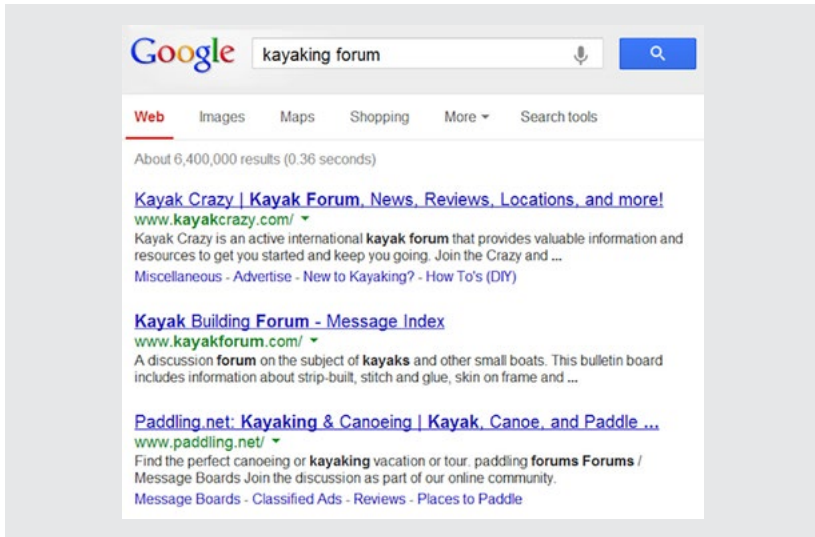 Google kayaking forum
Web Images Maps Shopping More Search tools
About 6,400,000 results (0.36 seconds)
Kayak Crazy | Kayak Forum, News, Reviews, Locations, and more!
www.kayakcrazy.com/
Kayak Crazy is an active international kayak forum that provides valuable information and
resources to get you started and keep you going. Join the Crazy and ...
Miscellaneous - Advertise - New to Kayaking? - How To's (DIY)
Kayak Building Forum - Message Index
www.kayakforum.com/
A discussion forum on the subject of kayaks and other small boats. This bulletin board
includes information about strip-built, stitch and glue, skin on frame and ...
Paddling.net: Kayaking & Canoeing | Kayak, Canoe, and Paddle ...
www.paddling.net/
Find the perfect canoeing or kayaking vacation or tour. paddling forums Forums /
Message Boards Join the discussion as part of our online community.
Message Boards - Classified Ads - Reviews - Places to Paddle